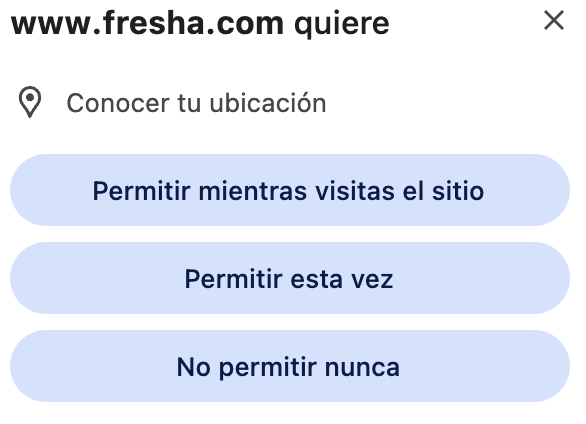 www.fresha.com quiere
Conocer tu ubicación
Permitir mientras visitas el sitio
Permitir esta vez
No permitir nunca